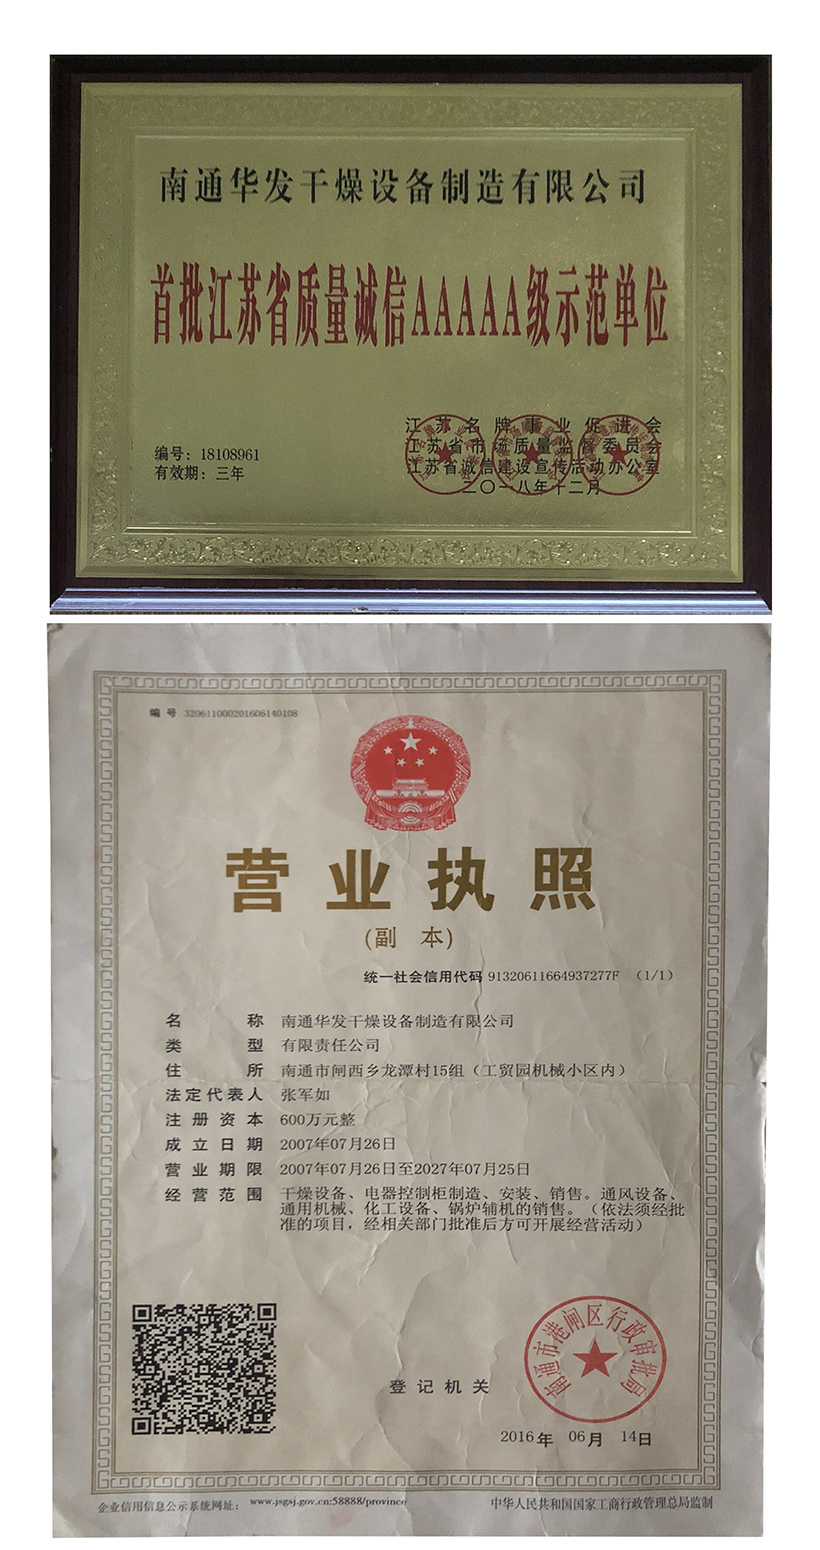 南通华发干燥设备制造有限公司
首批江苏省质量诚信AAAAA级示范单位
编号：18108961
有效期：三年
江苏名牌事业促进会
江苏省市场质量监督委员会
江苏省诚信建设宣传活动办公室
二〇一八年十二月
编号 320611000201606140108
营业执照
(副 本)
统一社会信用代码 91320611664937277F （1/1）
名称 南通华发干燥设备制造有限公司
类型 有限责任公司
住所 南通市闸西乡龙潭村15组（工贸园机械小区内）
法定代表人 张军如
注册资本 600万元整
成立日期 2007年07月26日
营业期限 2007年07月26日至2027年07月25日
经营范围 干燥设备、电器控制柜制造、安装、销售。通风设备、
通用机械、化工设备、锅炉辅机的销售。（依法须经批
准的项目，经相关部门批准后方可开展经营活动）
南通市港闸区行政审批局
登记机关
2016年 06月 14日
企业信用信息公示系统网址： www.jsgsj.gov.cn:58888/province
中华人民共和国国家工商行政管理总局监制